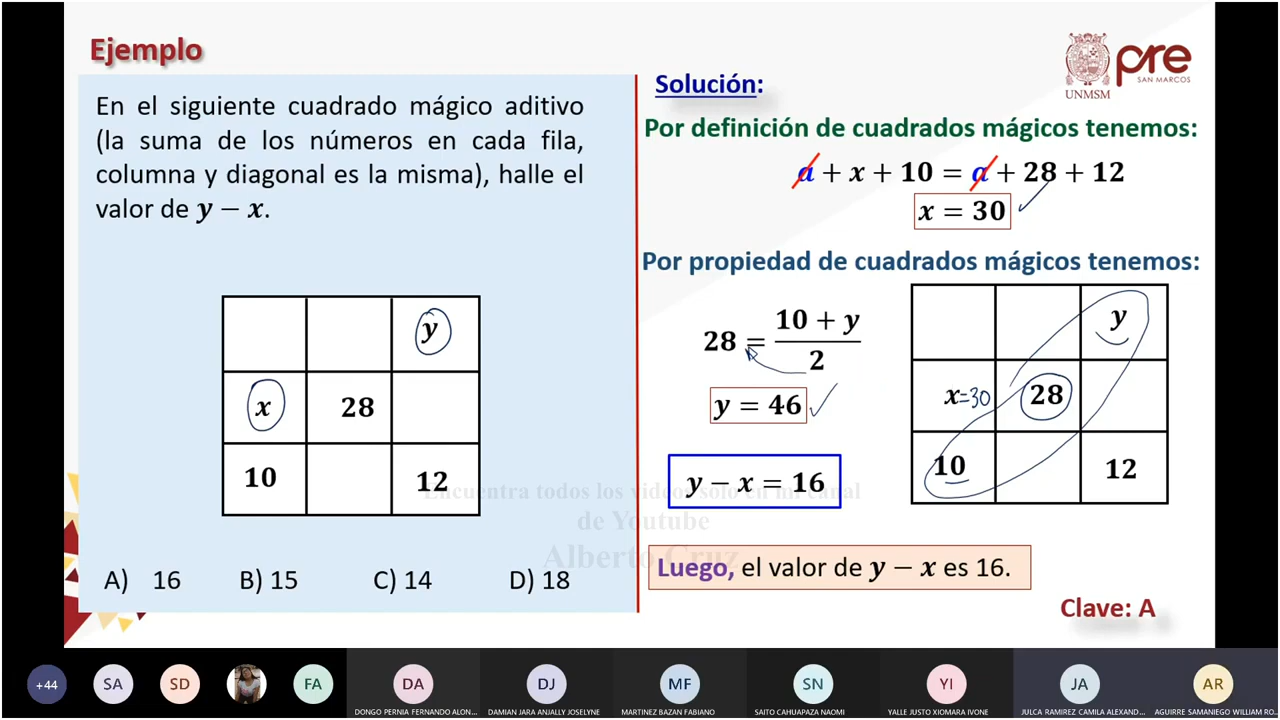 Ejemplo
En el siguiente cuadrado mágico aditivo
(la suma de los números en cada fila,
columna y diagonal es la misma), halle el
valor de y − x.
y
x 28
10 12
A) 16 B) 15 C) 14 D) 18
pre
SAN MARCOS
UNMSM
Solución:
Por definición de cuadrados mágicos tenemos:
a + x + 10 = a + 28 + 12
x = 30
Por propiedad de cuadrados mágicos tenemos:
28 = (10 + y)/2
y = 46
y − x = 16
y
x =30 28
10 12
Encuentra todos los videos solo en mi canal
de Youtube
Alberto Cruz
Luego, el valor de y − x es 16.
Clave: A
+44 SA SD FA DA DJ MF SN YI JA AR
DONGO PERNIA FERNANDO ALON... DAMIAN JARA ANJALLY JOSELYNE MARTINEZ BAZAN FABIANO SAITO CAHUAPAZA NAOMI YALLE JUSTO XIOMARA IVONE JULCA RAMIREZ CAMILA ALEXAND... AGUIRRE SAMANIEGO WILLIAM RO...